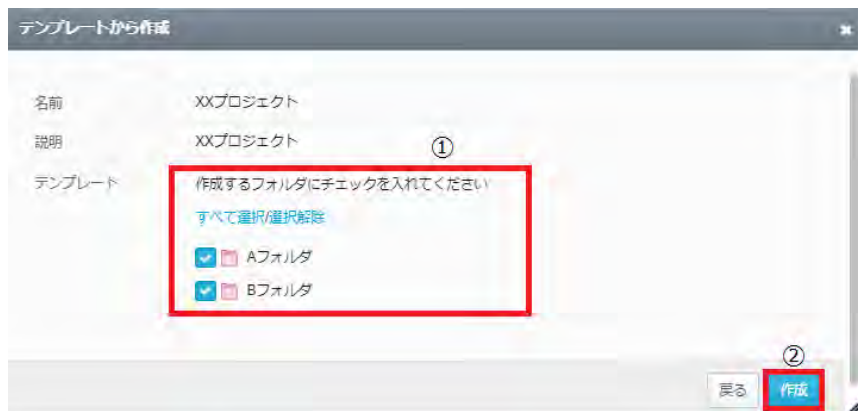 テンプレートから作成
名前 XXプロジェクト
説明 XXプロジェクト
①
テンプレート 作成するフォルダにチェックを入れてください
すべて選択/選択解除
Aフォルダ
Bフォルダ
②
戻る 作成